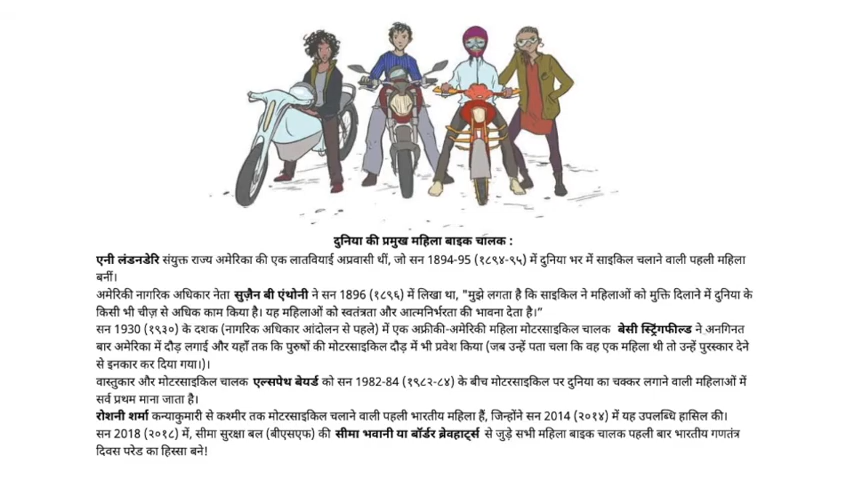 दुनिया की प्रमुख महिला बाइक चालक :
एनी लंडनडेरि संयुक्त राज्य अमेरिका की एक लातवियाई अप्रवासी थीं, जो सन 1894-95 (१८९४-९५) में दुनिया भर में साइकिल चलाने वाली पहली महिला
बनीं।
अमेरिकी नागरिक अधिकार नेता सुज़ैन बी एंथोनी ने सन 1896 (१८९६) में लिखा था, "मुझे लगता है कि साइकिल ने महिलाओं को मुक्ति दिलाने में दुनिया के
किसी भी चीज़ से अधिक काम किया है। यह महिलाओं को स्वतंत्रता और आत्मनिर्भरता की भावना देता है।”
सन 1930 (१९३०) के दशक (नागरिक अधिकार आंदोलन से पहले) में एक अफ्रीकी-अमेरिकी महिला मोटरसाइकिल चालक बेसी स्ट्रिंगफील्ड ने अनगिनत
बार अमेरिका में दौड़ लगाई और यहाँ तक कि पुरुषों की मोटरसाइकिल दौड़ में भी प्रवेश किया (जब उन्हें पता चला कि वह एक महिला थी तो उन्हें पुरस्कार देने
से इनकार कर दिया गया।)।
वास्तुकार और मोटरसाइकिल चालक एल्सपेथ बेयर्ड को सन 1982-84 (१९८२-८४) के बीच मोटरसाइकिल पर दुनिया का चक्कर लगाने वाली महिलाओं में
सर्व प्रथम माना जाता है।
रोशनी शर्मा कन्याकुमारी से कश्मीर तक मोटरसाइकिल चलाने वाली पहली भारतीय महिला हैं, जिन्होंने सन 2014 (२०१४) में यह उपलब्धि हासिल की।
सन 2018 (२०१८) में, सीमा सुरक्षा बल (बीएसएफ) की सीमा भवानी या बॉर्डर ब्रेवहार्ट्स से जुड़े सभी महिला बाइक चालक पहली बार भारतीय गणतंत्र
दिवस परेड का हिस्सा बने!